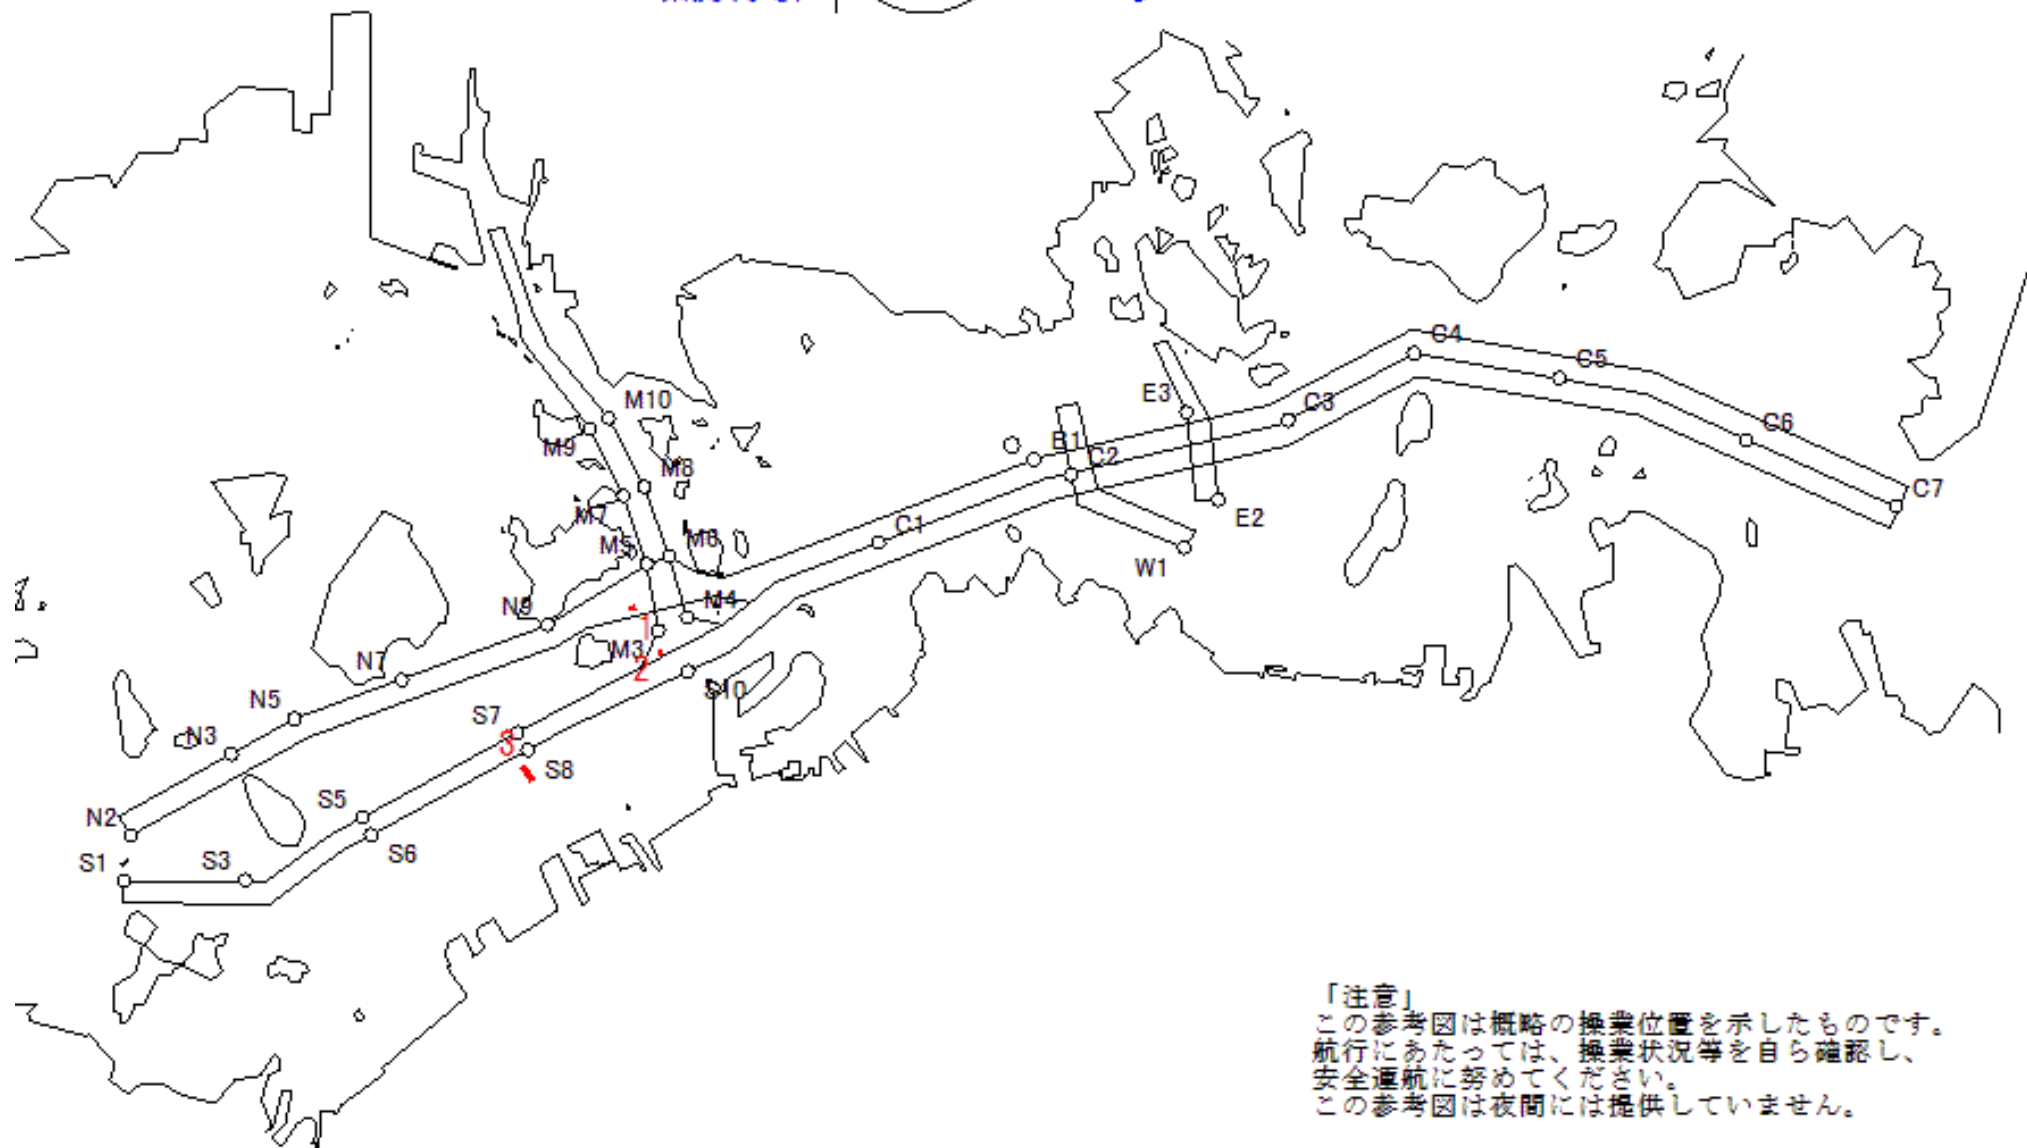 C4
C5
E3
M10
C3
C6
M9
B1
M8
C2
C7
M7
E2
C1
M6
M5
W1
N9
M4
1
M3
N7
2
S10
N5
S7
N3
3
S8
S5
N2
S6
S1
S3
「注意」
この参考図は概略の操業位置を示したものです。
航行にあたっては、操業状況等を自ら確認し、
安全運航に努めてください。
この参考図は夜間には提供していません。